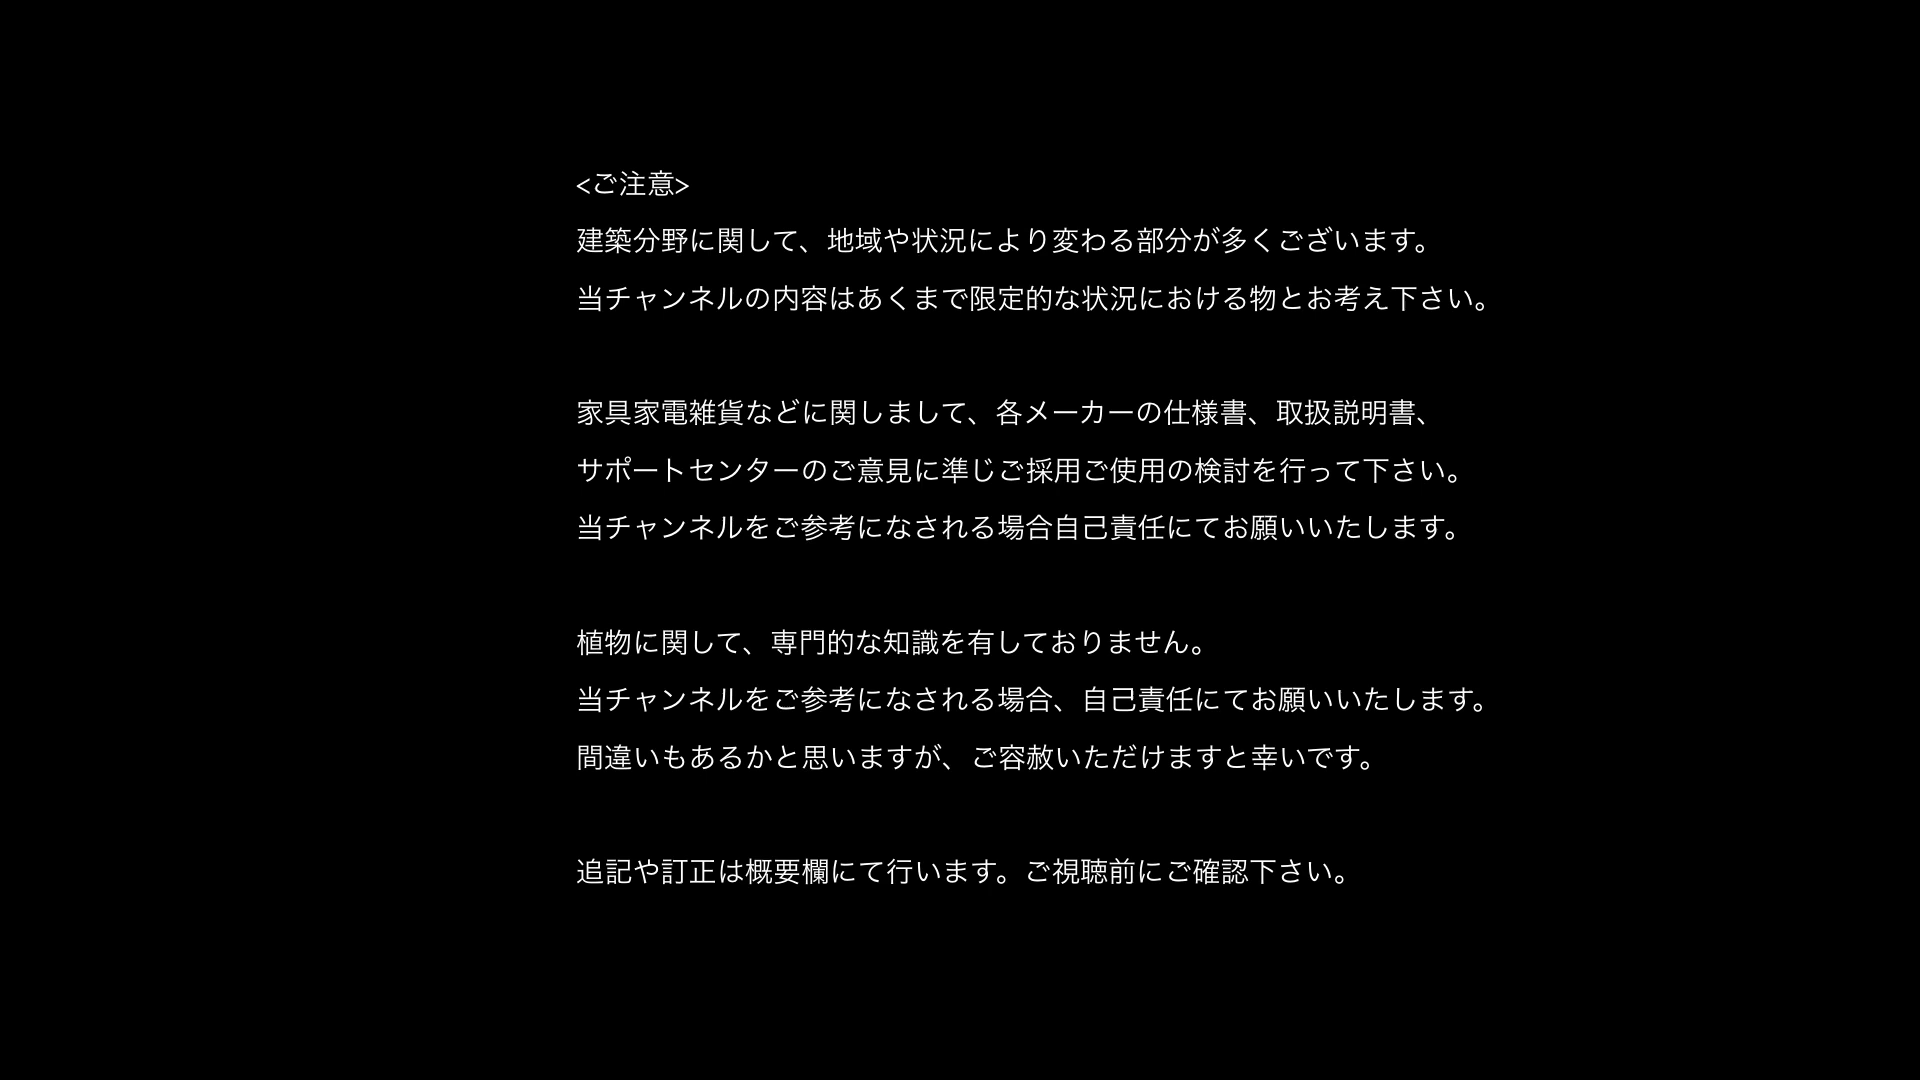 <ご注意>
建築分野に関して、地域や状況により変わる部分が多くございます。
当チャンネルの内容はあくまで限定的な状況における物とお考え下さい。
家具家電雑貨などに関しまして、各メーカーの仕様書、取扱説明書、
サポートセンターのご意見に準じご採用ご使用の検討を行って下さい。
当チャンネルをご参考になされる場合自己責任にてお願いいたします。
植物に関して、専門的な知識を有しておりません。
当チャンネルをご参考になされる場合、自己責任にてお願いいたします。
間違いもあるかと思いますが、ご容赦いただけますと幸いです。
追記や訂正は概要欄にて行います。ご視聴前にご確認下さい。